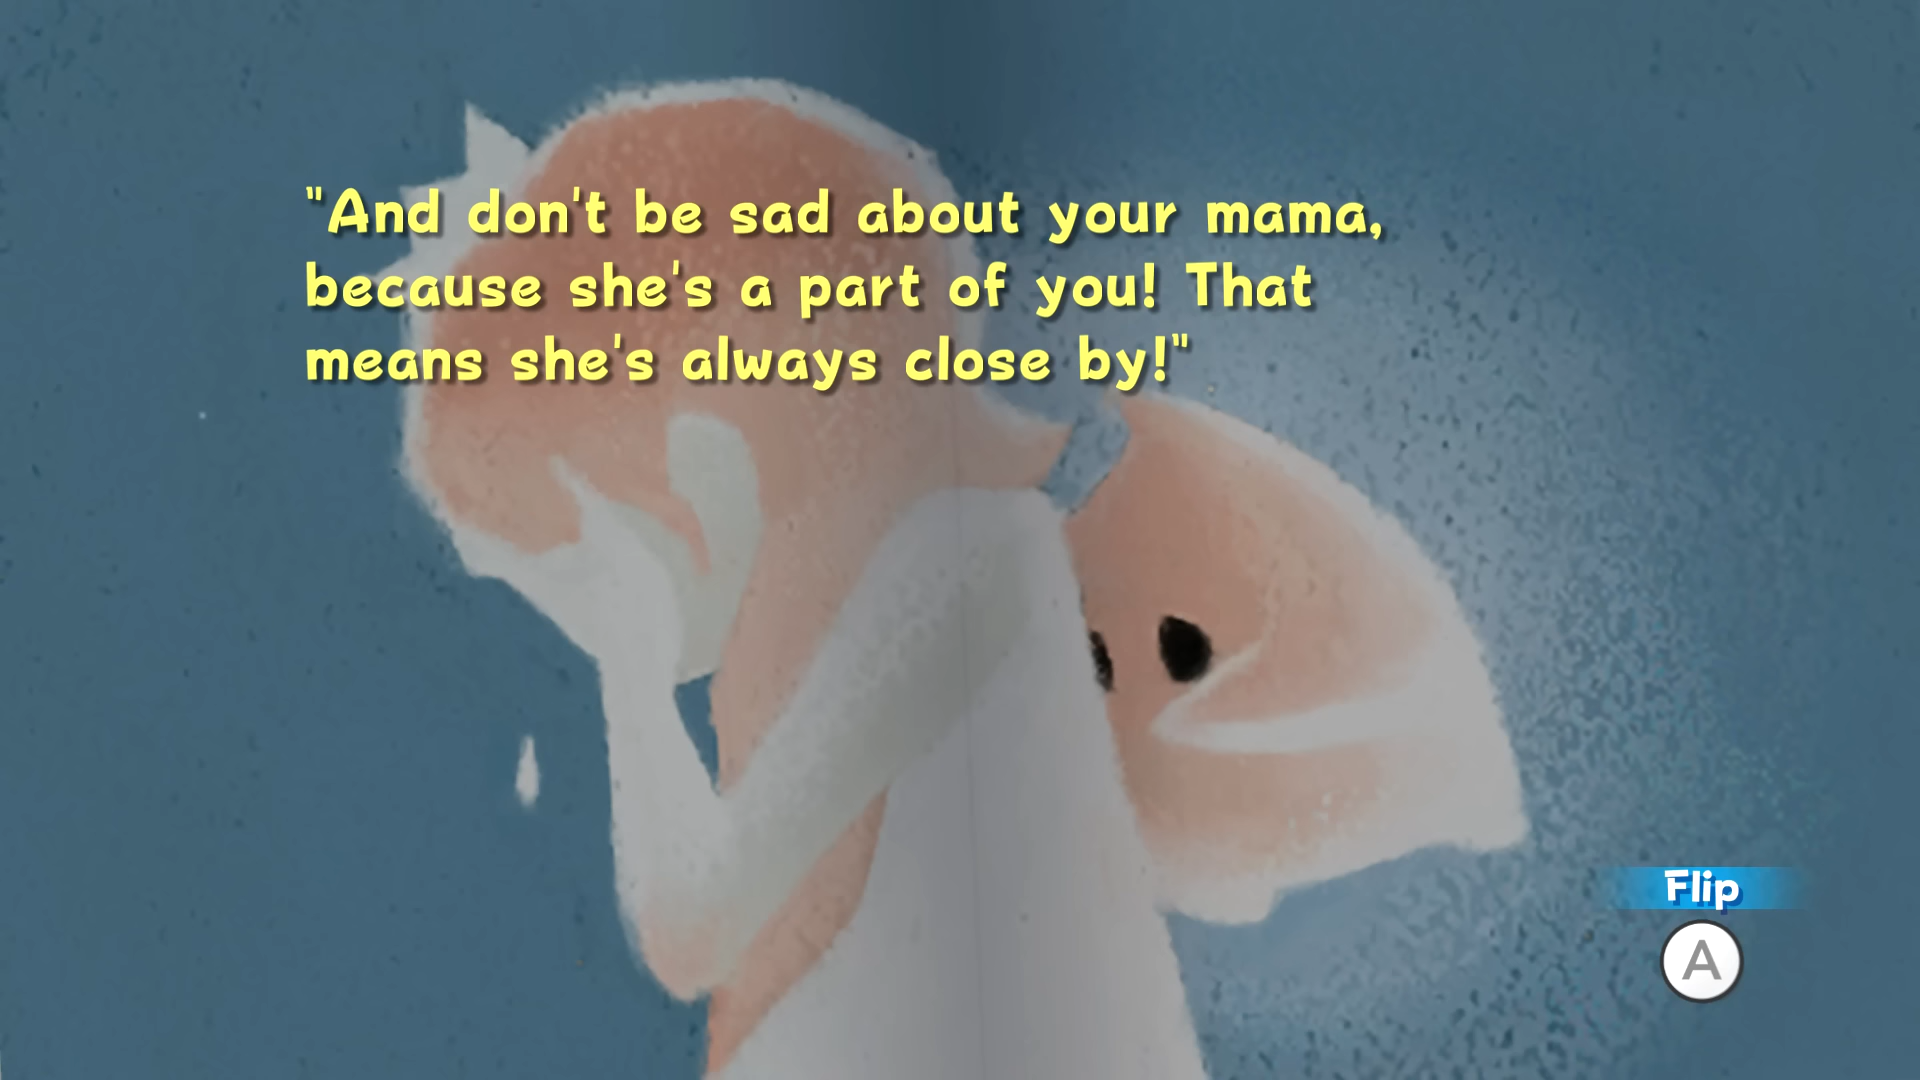 "And don't be sad about your mama,
because she's a part of you! That
means she's always close by!"
Flip
A